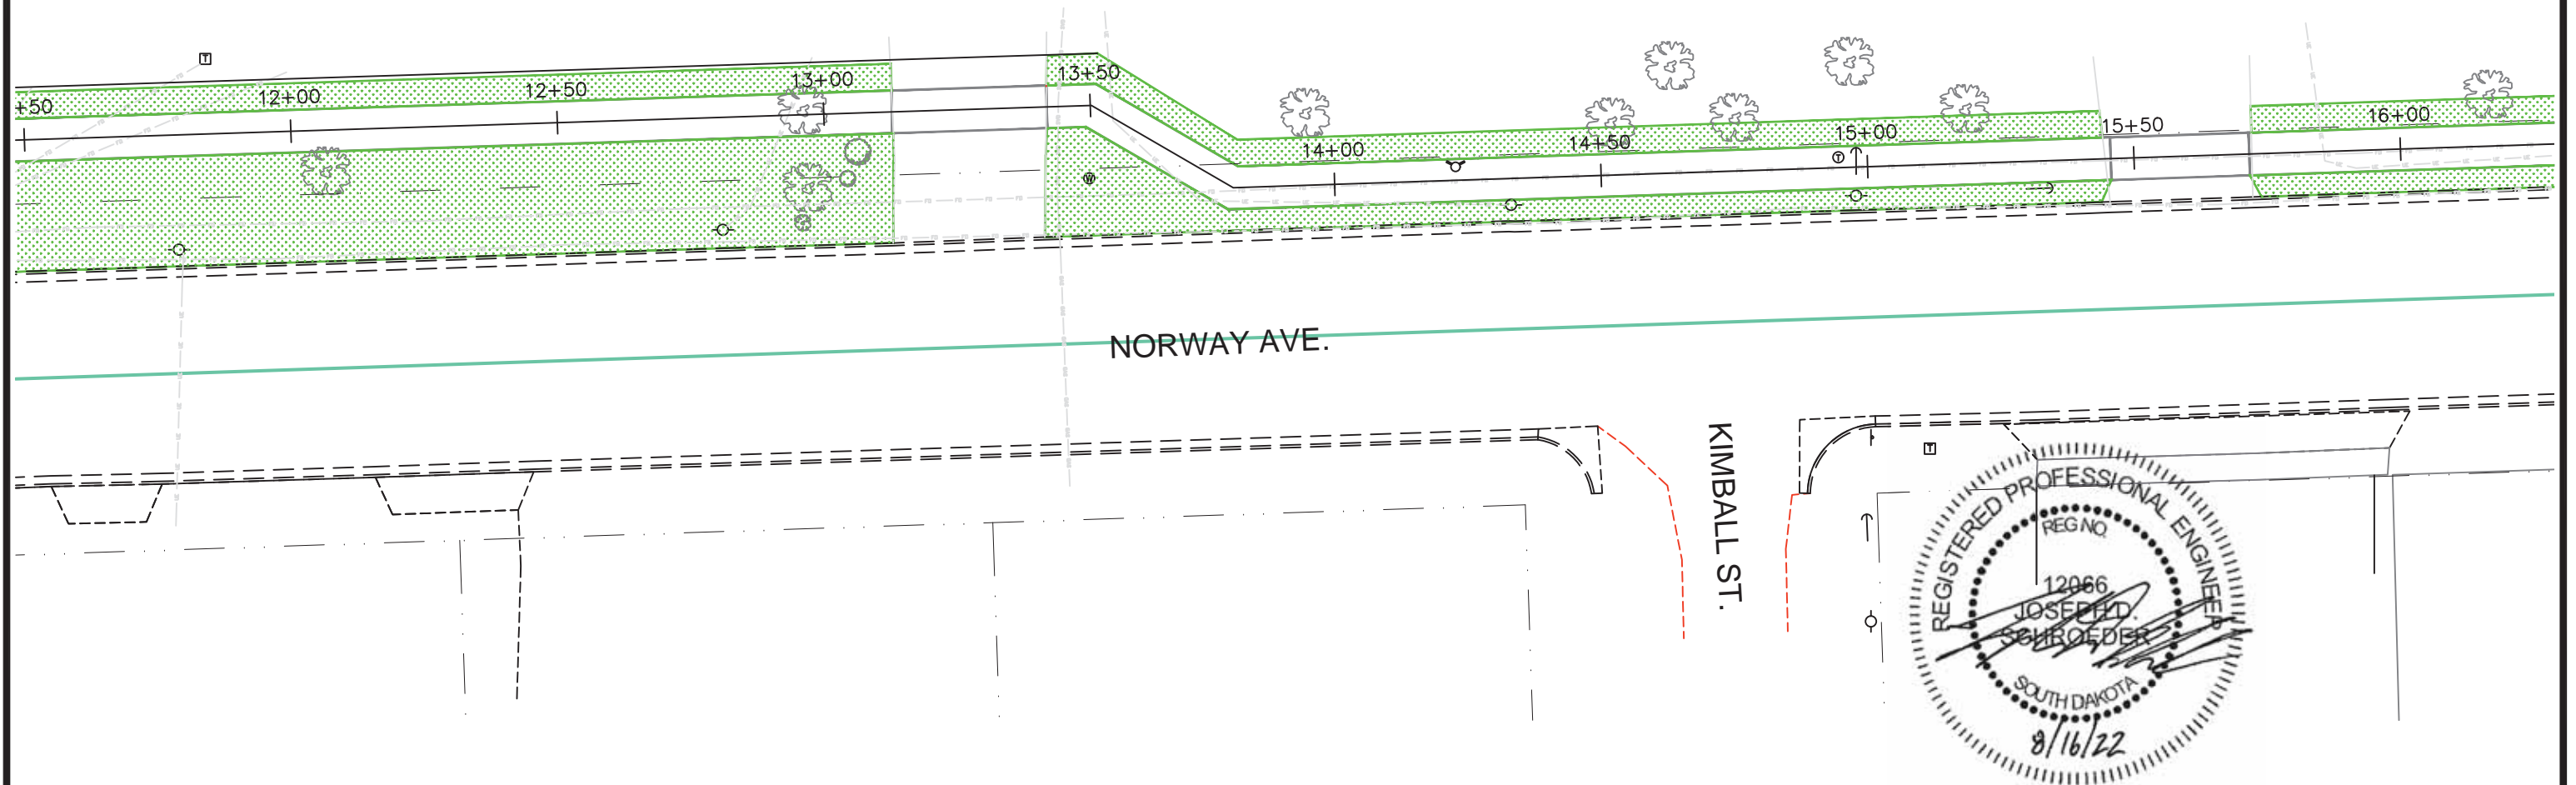 +50
12+00
12+50
13+00
13+50
14+00
14+50
15+00
15+50
16+00
T
W
T
NORWAY AVE.
KIMBALL ST.
T
REGISTERED PROFESSIONAL ENGINEER
REG NO.
12066
JOSEPH D.
SCHROEDER
SOUTH DAKOTA
8/16/22